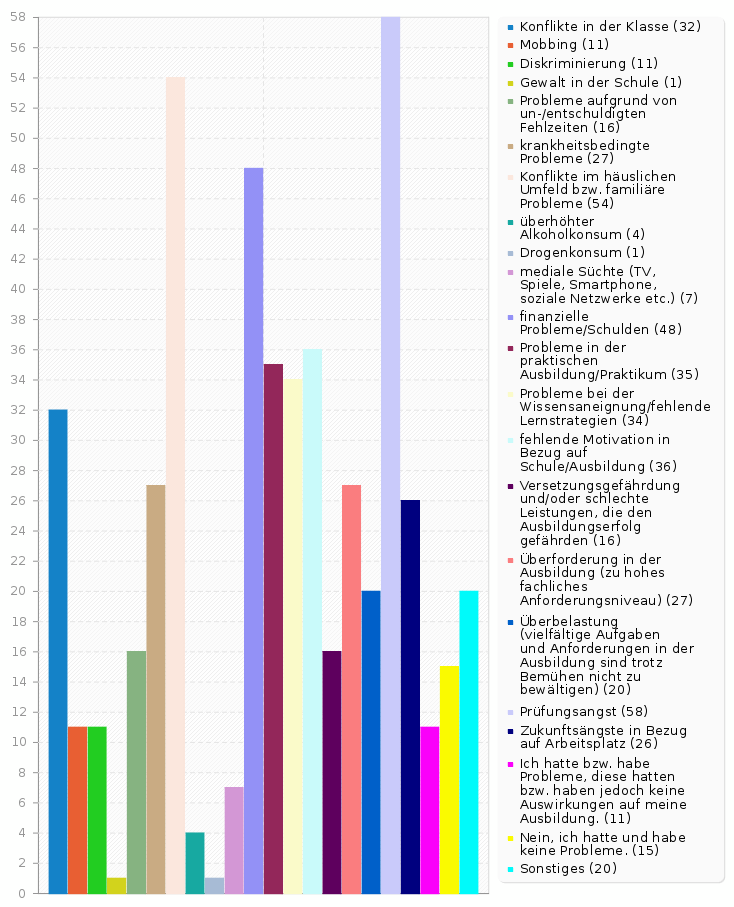 58
56
54
52
50
48
46
44
42
40
38
36
34
32
30
28
26
24
22
20
18
16
14
12
10
8
6
4
2
0
Konflikte in der Klasse (32)
Mobbing (11)
Diskriminierung (11)
Gewalt in der Schule (1)
Probleme aufgrund von
un-/entschuldigten
Fehlzeiten (16)
krankheitsbedingte
Probleme (27)
Konflikte im häuslichen
Umfeld bzw. familiäre
Probleme (54)
überhöhter
Alkoholkonsum (4)
Drogenkonsum (1)
mediale Süchte (TV,
Spiele, Smartphone,
soziale Netzwerke etc.) (7)
finanzielle
Probleme/Schulden (48)
Probleme in der
praktischen
Ausbildung/Praktikum (35)
Probleme bei der
Wissensaneignung/fehlende
Lernstrategien (34)
fehlende Motivation in
Bezug auf
Schule/Ausbildung (36)
Versetzungsgefährdung
und/oder schlechte
Leistungen, die den
Ausbildungserfolg
gefährden (16)
Überforderung in der
Ausbildung (zu hohes
fachliches
Anforderungsniveau) (27)
Überbelastung
(vielfältige Aufgaben
und Anforderungen in der
Ausbildung sind trotz
Bemühen nicht zu
bewältigen) (20)
Prüfungsangst (58)
Zukunftsängste in Bezug
auf Arbeitsplatz (26)
Ich hatte bzw. habe
Probleme, diese hatten
bzw. haben jedoch keine
Auswirkungen auf meine
Ausbildung. (11)
Nein, ich hatte und habe
keine Probleme. (15)
Sonstiges (20)